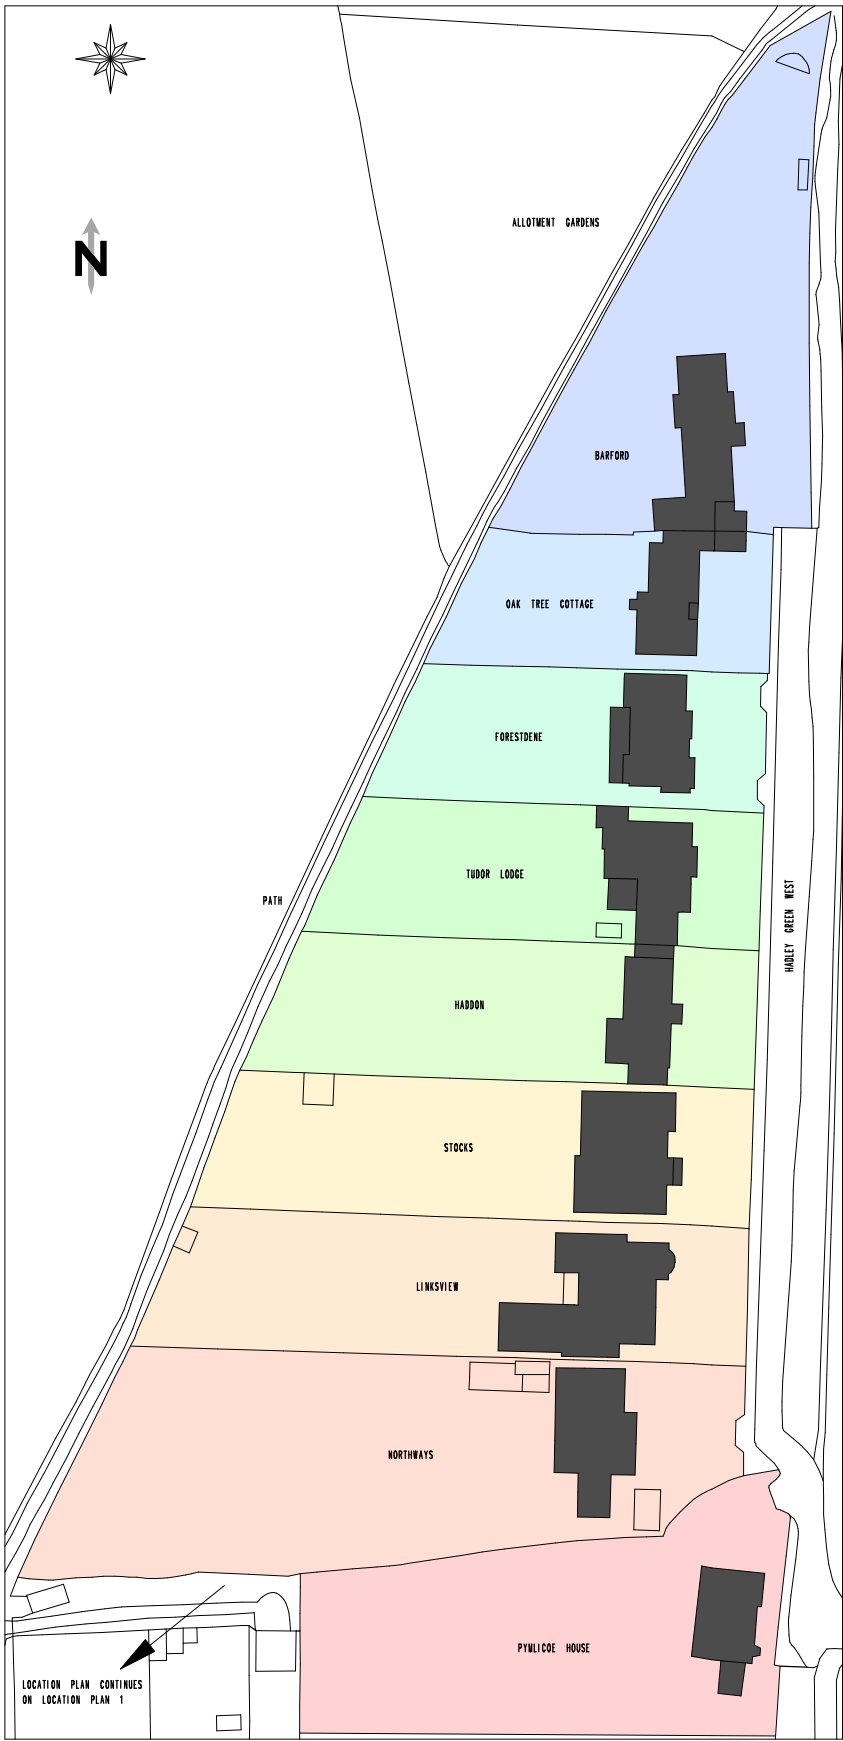 ALLOTMENT GARDENS
N
BARFORD
OAK TREE COTTAGE
FORESTDENE
TUDOR LODGE
PATH
HADLEY GREEN WEST
HADDON
STOCKS
LINKSVIEW
NORTHWAYS
PYMLICOE HOUSE
LOCATION PLAN CONTINUES
ON LOCATION PLAN 1